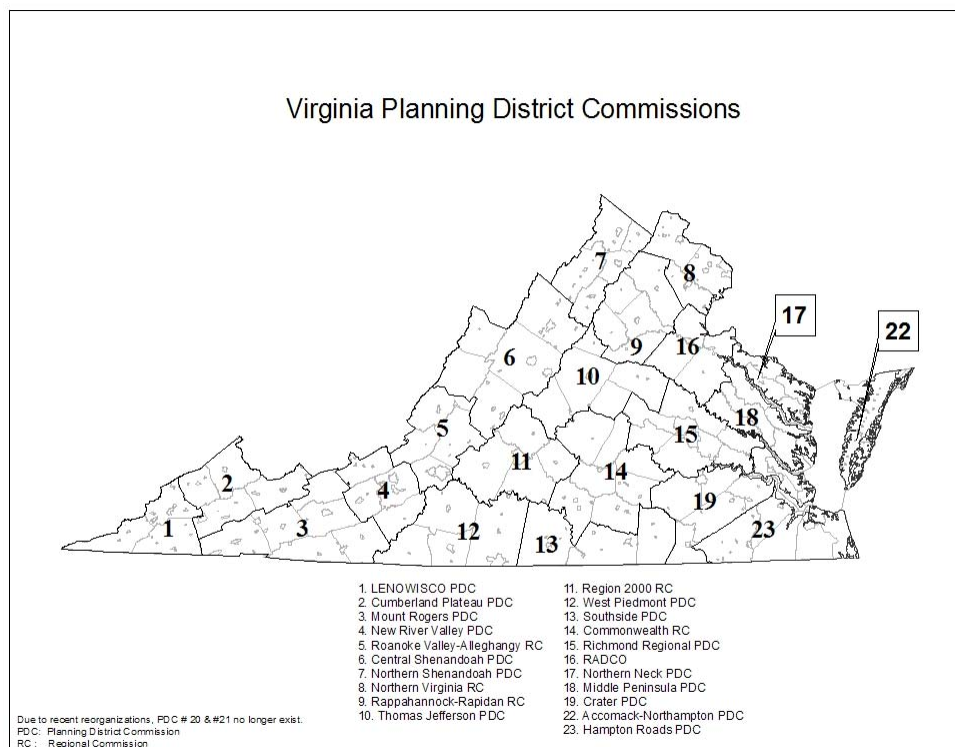 Virginia Planning District Commissions
7
8
17
22
6
9
16
10
18
5
15
11
14
2
4
19
1
3
12
13
23
1. LENOWISCO PDC
2. Cumberland Plateau PDC
3. Mount Rogers PDC
4. New River Valley PDC
5. Roanoke Valley-Alleghangy RC
6. Central Shenandoah PDC
7. Northern Shenandoah PDC
8. Northern Virginia RC
9. Rappahannock-Rapidan RC
10. Thomas Jefferson PDC
11. Region 2000 RC
12. West Piedmont PDC
13. Southside PDC
14. Commonwealth RC
15. Richmond Regional PDC
16. RADCO
17. Northern Neck PDC
18. Middle Peninsula PDC
19. Crater PDC
22. Accomack-Northampton PDC
23. Hampton Roads PDC
Due to recent reorganizations, PDC # 20 & #21 no longer exist.
PDC: Planning District Commission
RC : Regional Commission